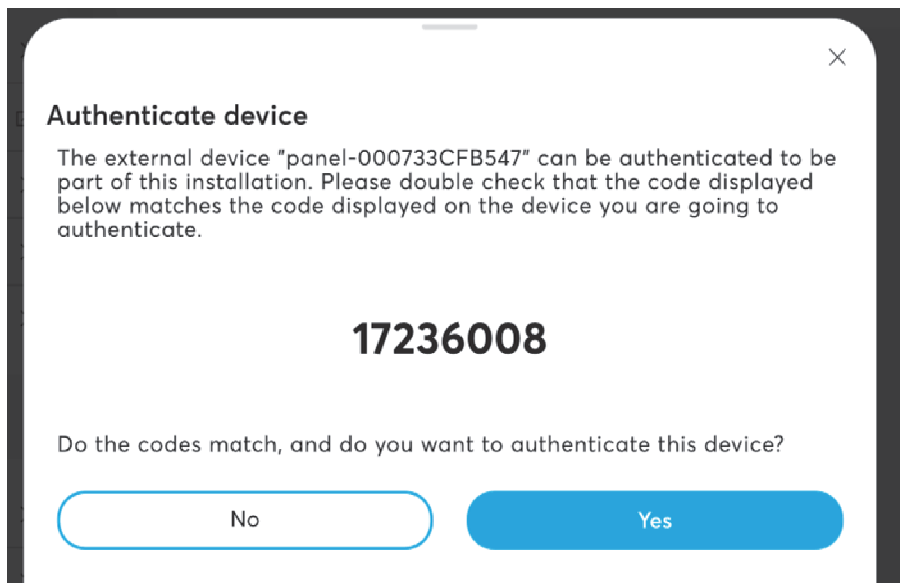 Authenticate device
The external device "panel-000733CFB547" can be authenticated to be
part of this installation. Please double check that the code displayed
below matches the code displayed on the device you are going to
authenticate.
17236008
Do the codes match, and do you want to authenticate this device?
No
Yes